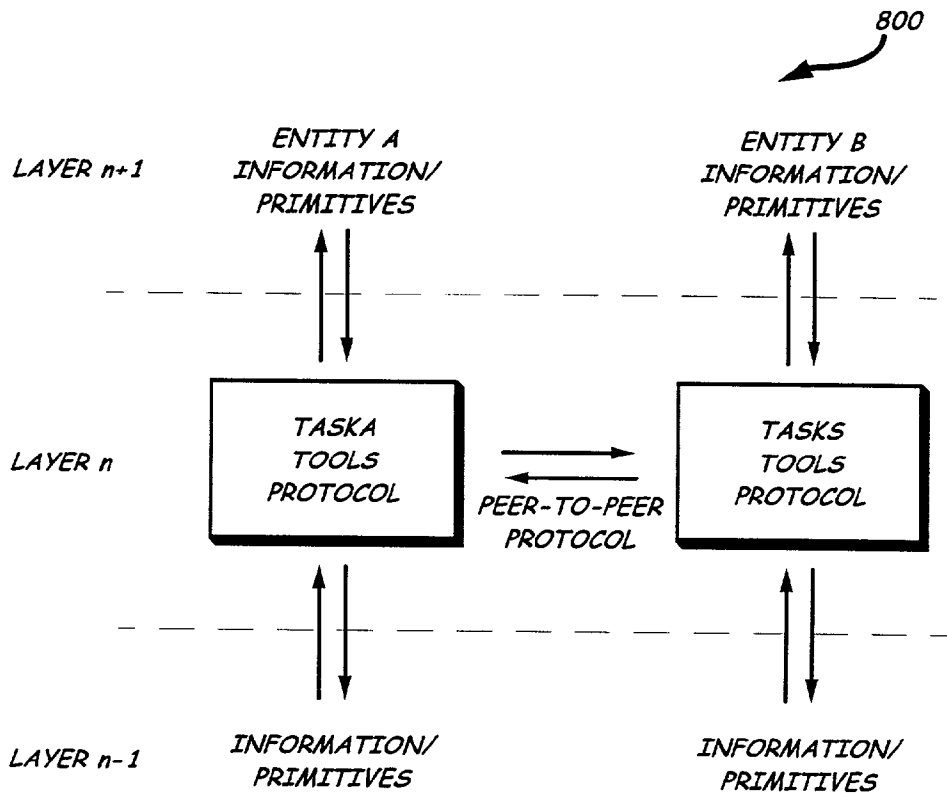 800
ENTITY A
INFORMATION/
PRIMITIVES
ENTITY B
INFORMATION/
PRIMITIVES
LAYER n+1
LAYER n
TASKA
TOOLS
PROTOCOL
PEER-TO-PEER
PROTOCOL
TASKS
TOOLS
PROTOCOL
LAYER n-1
INFORMATION/
PRIMITIVES
INFORMATION/
PRIMITIVES